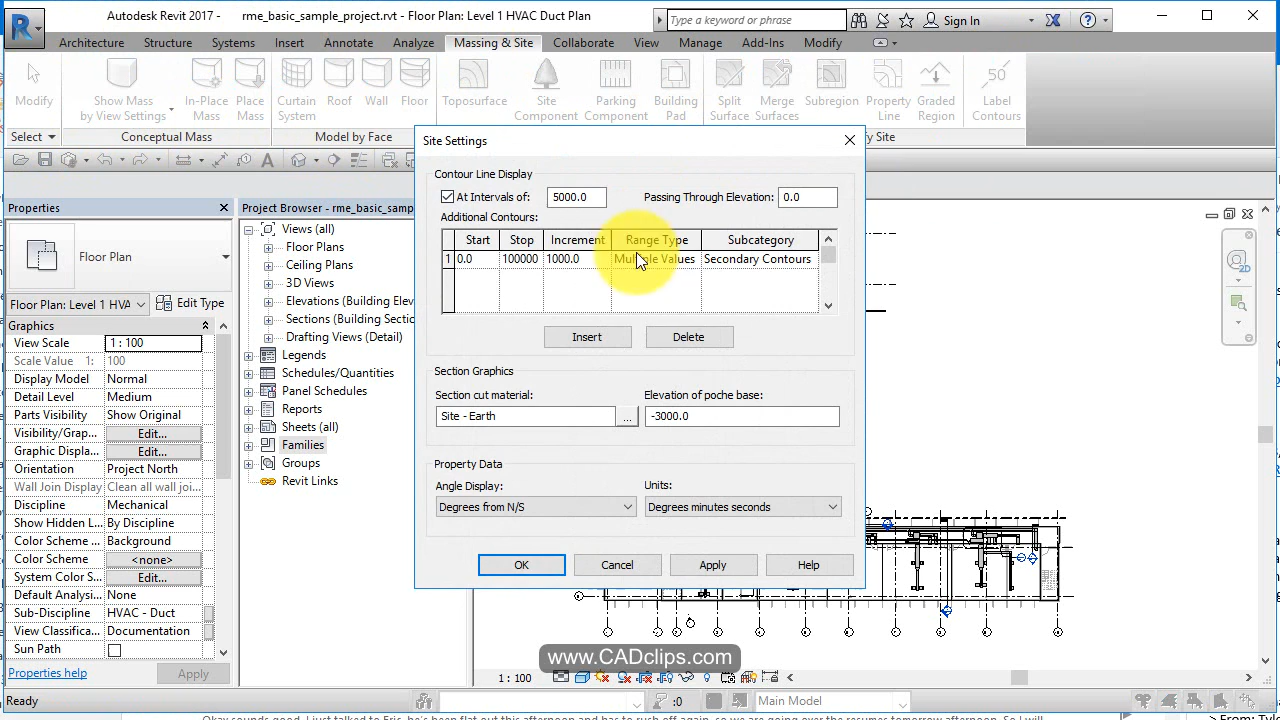 Autodesk Revit 2017 - rme_basic_sample_project.rvt - Floor Plan: Level 1 HVAC Duct Plan
Type a keyword or phrase
Sign In
Architecture Structure Systems Insert Annotate Analyze Massing & Site Collaborate View Manage Add-Ins Modify
Modify
Show Mass
by View Settings
In-Place
Mass
Place
Mass
Curtain
System
Roof
Wall
Floor
Toposurface
Site
Component
Parking
Component
Building
Pad
Split
Surface
Merge
Surfaces
Subregion
Property
Line
Graded
Region
50
Label
Contours
Select
Conceptual Mass
Model by Face
Site
Properties
Floor Plan
Floor Plan: Level 1 HVA
Edit Type
Graphics
View Scale 1 : 100
Scale Value 1: 100
Display Model Normal
Detail Level Medium
Parts Visibility Show Original
Visibility/Grap... Edit...
Graphic Displa... Edit...
Orientation Project North
Wall Join Display Clean all wall joi...
Discipline Mechanical
Show Hidden L... By Discipline
Color Scheme ... Background
Color Scheme <none>
System Color S... Edit...
Default Analysi... None
Sub-Discipline HVAC - Duct
View Classifica... Documentation
Sun Path
Properties help
Apply
Project Browser - rme_basic_samp
Views (all)
Floor Plans
Ceiling Plans
3D Views
Elevations (Building Elev
Sections (Building Sectio
Drafting Views (Detail)
Legends
Schedules/Quantities
Panel Schedules
Reports
Sheets (all)
Families
Groups
Revit Links
Site Settings
Contour Line Display
At Intervals of: 5000.0
Passing Through Elevation: 0.0
Additional Contours:
Start Stop Increment Range Type Subcategory
1 0.0 100000 1000.0 Multiple Values Secondary Contours
Insert
Delete
Section Graphics
Section cut material:
Elevation of poche base:
Site - Earth
...
-3000.0
Property Data
Angle Display:
Units:
Degrees from N/S
Degrees minutes seconds
OK
Cancel
Apply
Help
2D
www.CADclips.com
1 : 100
Ready
:0
Main Model